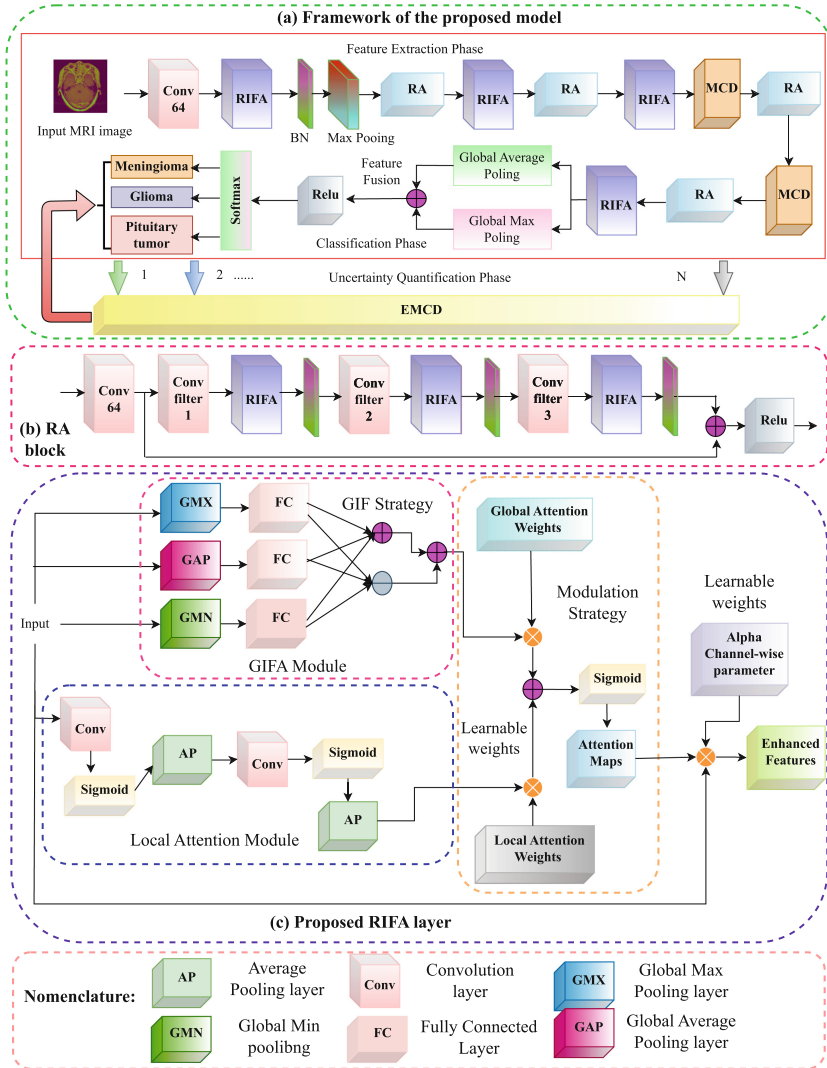 (a) Framework of the proposed model
Feature Extraction Phase
Input MRI image
Conv
64
RIFA
BN
Max Pooing
RA
RIFA
RA
RIFA
MCD
RA
MCD
RA
RIFA
Global Average
Poling
Global Max
Poling
Feature
Fusion
Classification Phase
Relu
Softmax
Meningioma
Glioma
Pituitary
tumor
1
2 ......
Uncertainty Quantification Phase
N
EMCD
(b) RA
block
Conv
64
Conv
filter
1
RIFA
Conv
filter
2
RIFA
Conv
filter
3
RIFA
Relu
Input
GMX
FC
GIF Strategy
GAP
FC
GMN
FC
GIFA Module
Global Attention
Weights
Modulation
Strategy
Learnable
weights
Alpha
Channel-wise
parameter
Sigmoid
Attention
Maps
Enhanced
Features
Learnable
weights
Local Attention
Weights
Conv
Sigmoid
AP
Conv
Sigmoid
AP
Local Attention Module
(c) Proposed RIFA layer
Nomenclature:
AP
Average
Pooling layer
Conv
Convolution
layer
GMX
Global Max
Pooling layer
GMN
Global Min
poolibng
FC
Fully Connected
Layer
GAP
Global Average
Pooling layer